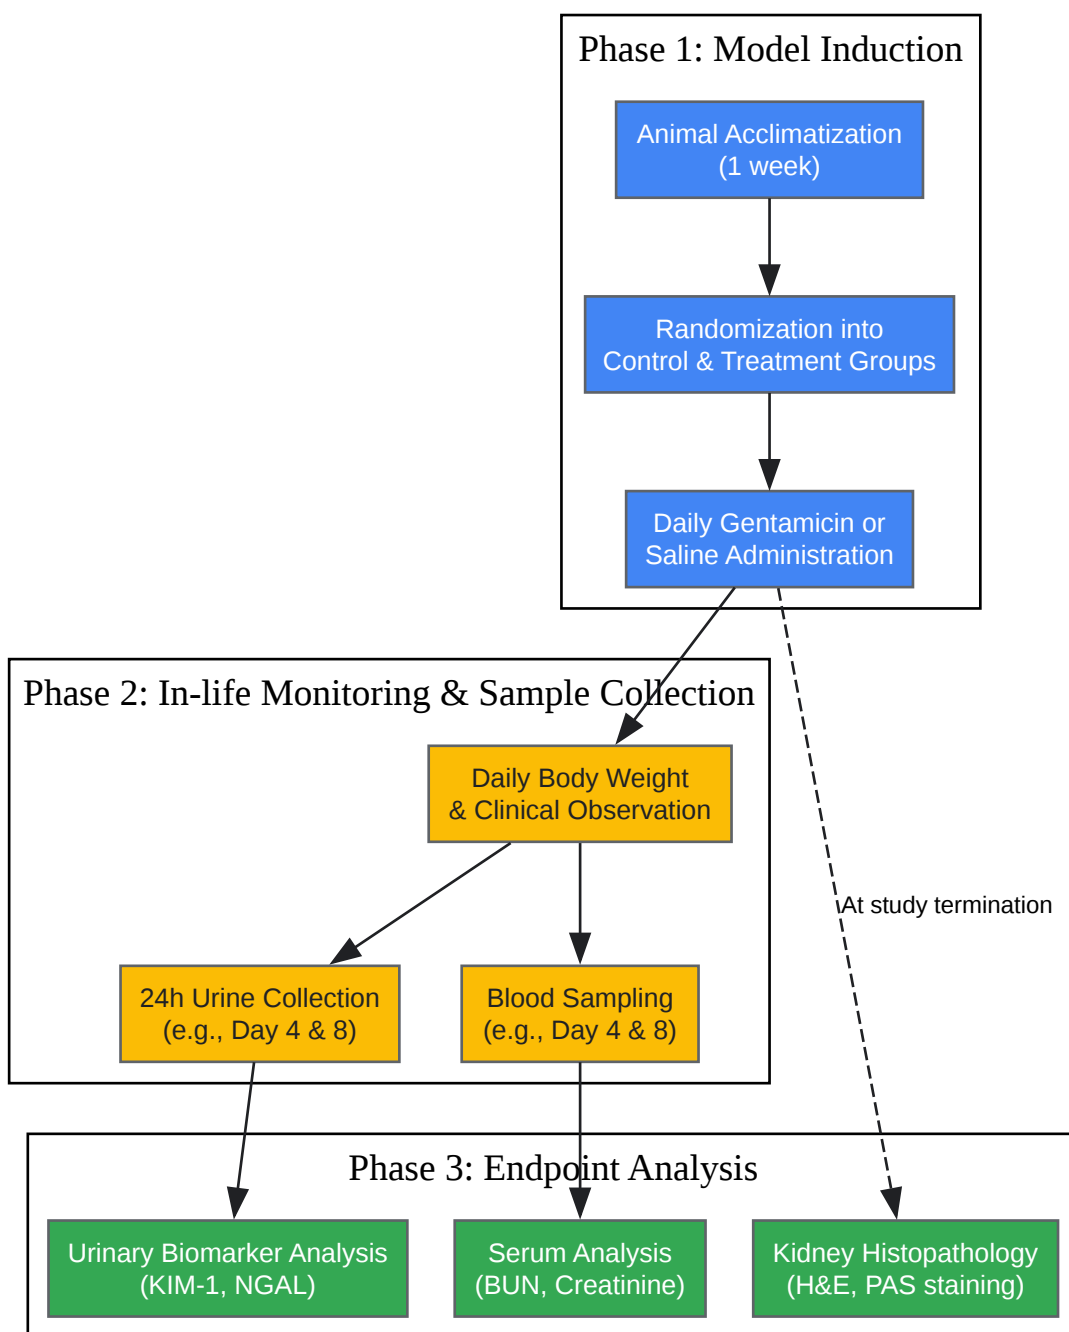 Phase 1: Model Induction
Animal Acclimatization
(1 week)
Randomization into
Control & Treatment Groups
Daily Gentamicin or
Saline Administration
Phase 2: In-life Monitoring & Sample Collection
Daily Body Weight
& Clinical Observation
At study termination
24h Urine Collection
(e.g., Day 4 & 8)
Blood Sampling
(e.g., Day 4 & 8)
Phase 3: Endpoint Analysis
Urinary Biomarker Analysis
(KIM-1, NGAL)
Serum Analysis
(BUN, Creatinine)
Kidney Histopathology
(H&E, PAS staining)